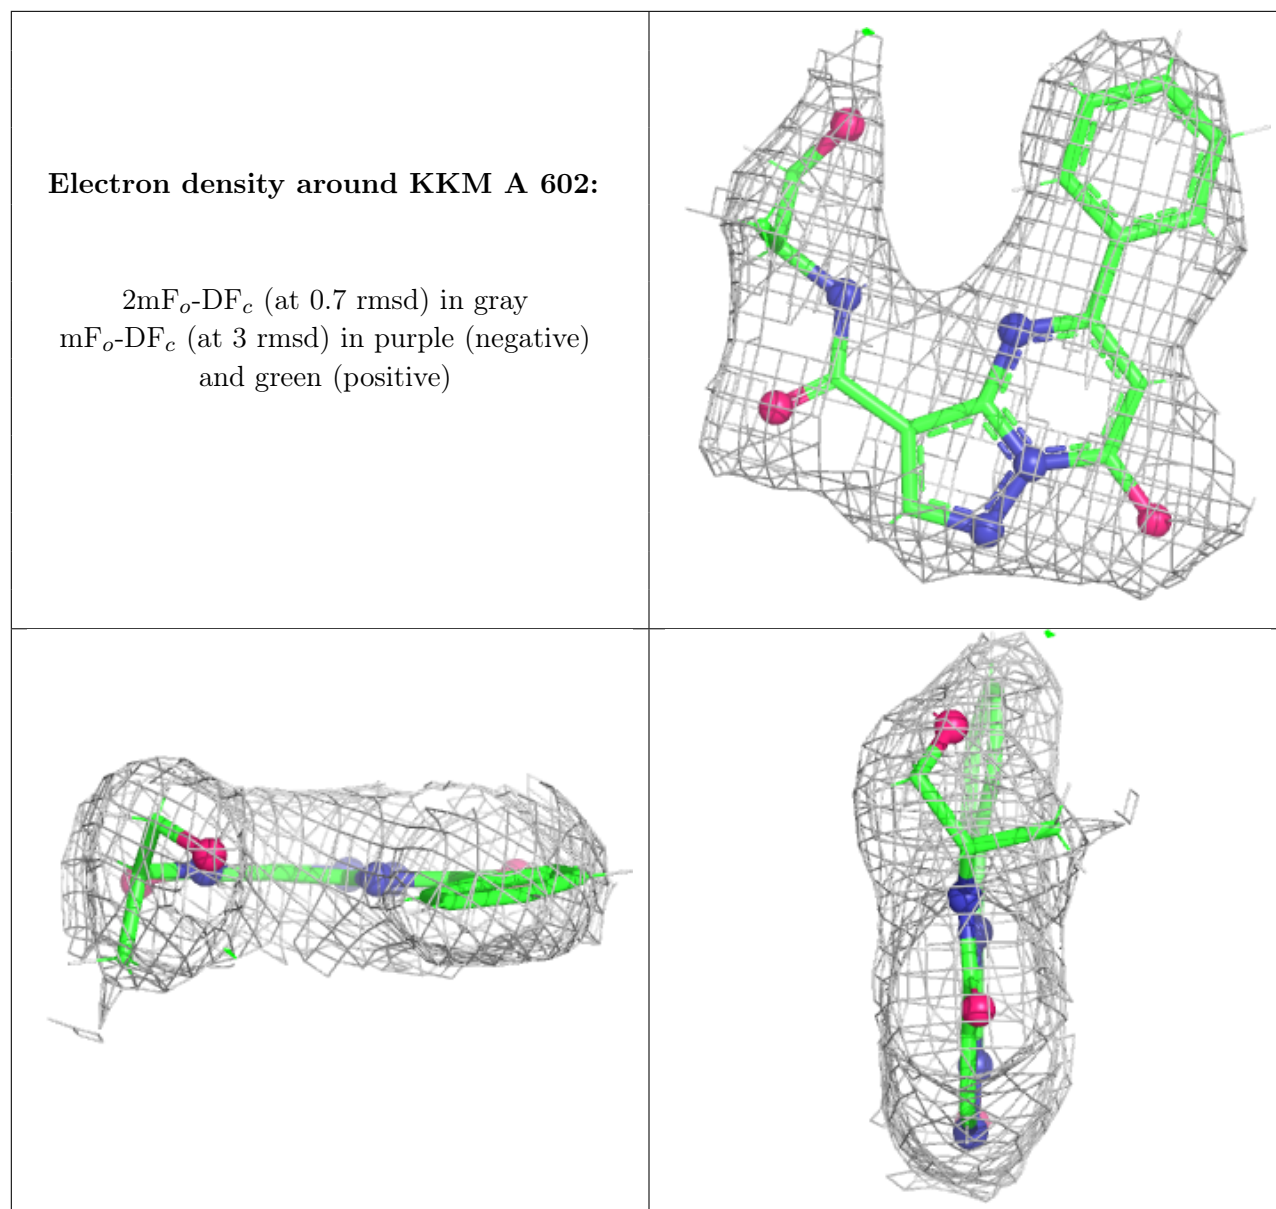 Electron density around KKM A 602:
2mFo-DFc (at 0.7 rmsd) in gray
mFo-DFc (at 3 rmsd) in purple (negative)
and green (positive)